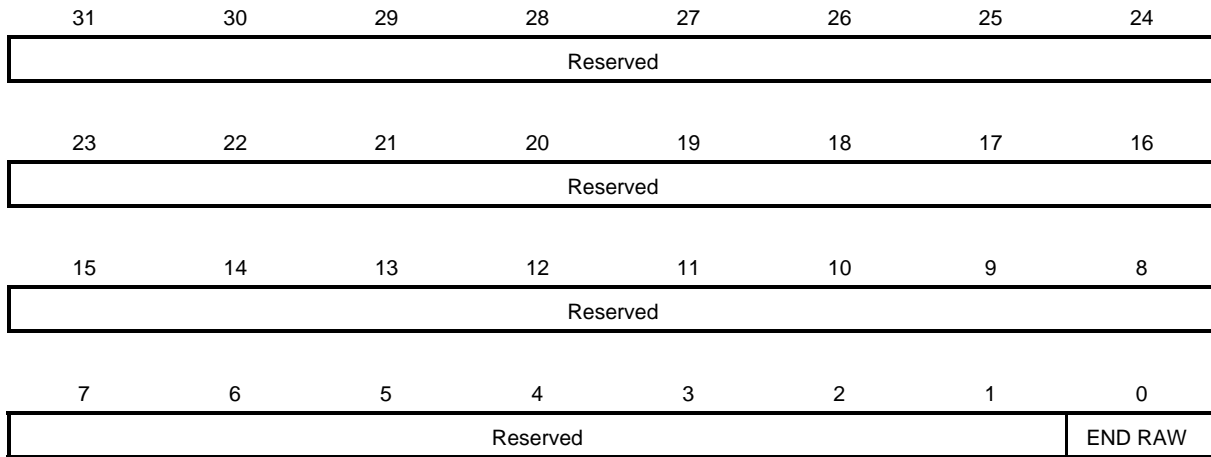 31 30 29 28 27 26 25 24
Reserved
23 22 21 20 19 18 17 16
Reserved
15 14 13 12 11 10 9 8
Reserved
7 6 5 4 3 2 1 0
Reserved END RAW